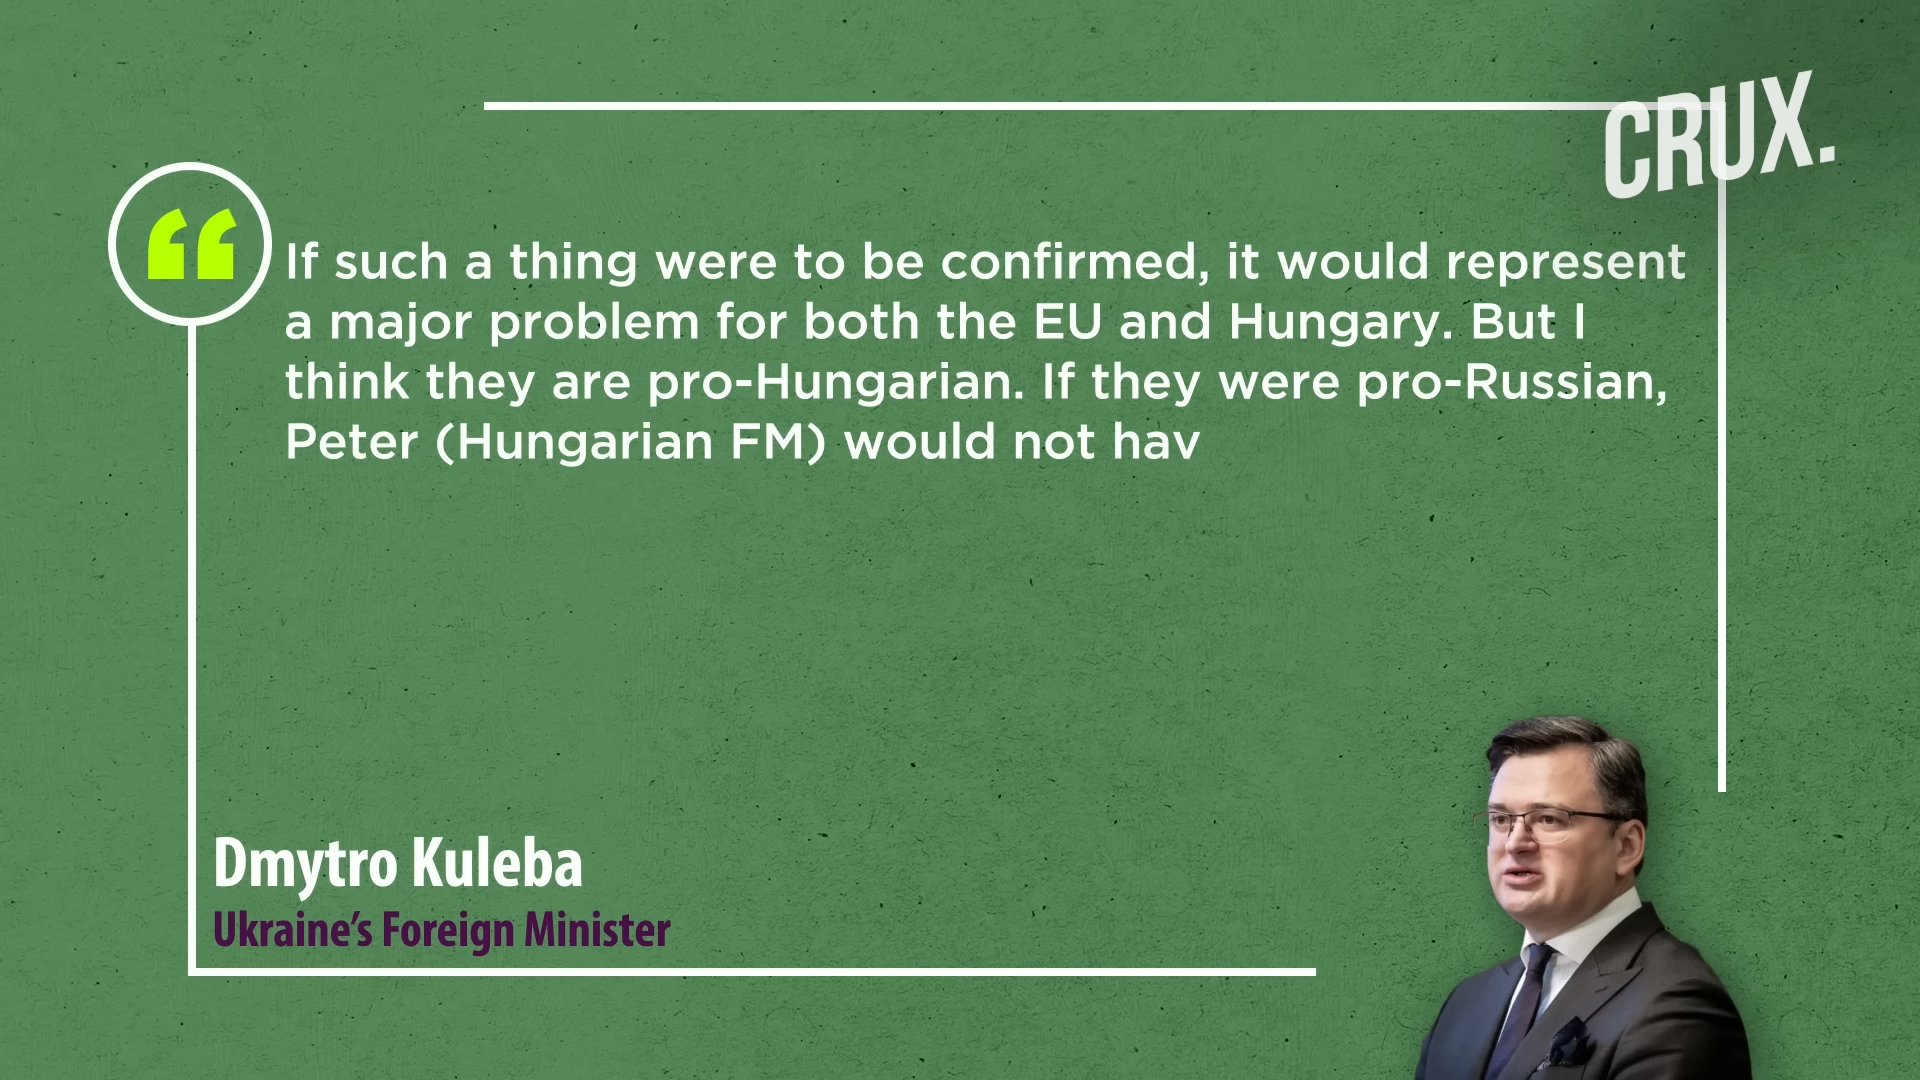 CRUX.
“
If such a thing were to be confirmed, it would represent
a major problem for both the EU and Hungary. But I
think they are pro-Hungarian. If they were pro-Russian,
Peter (Hungarian FM) would not hav
Dmytro Kuleba
Ukraine’s Foreign Minister